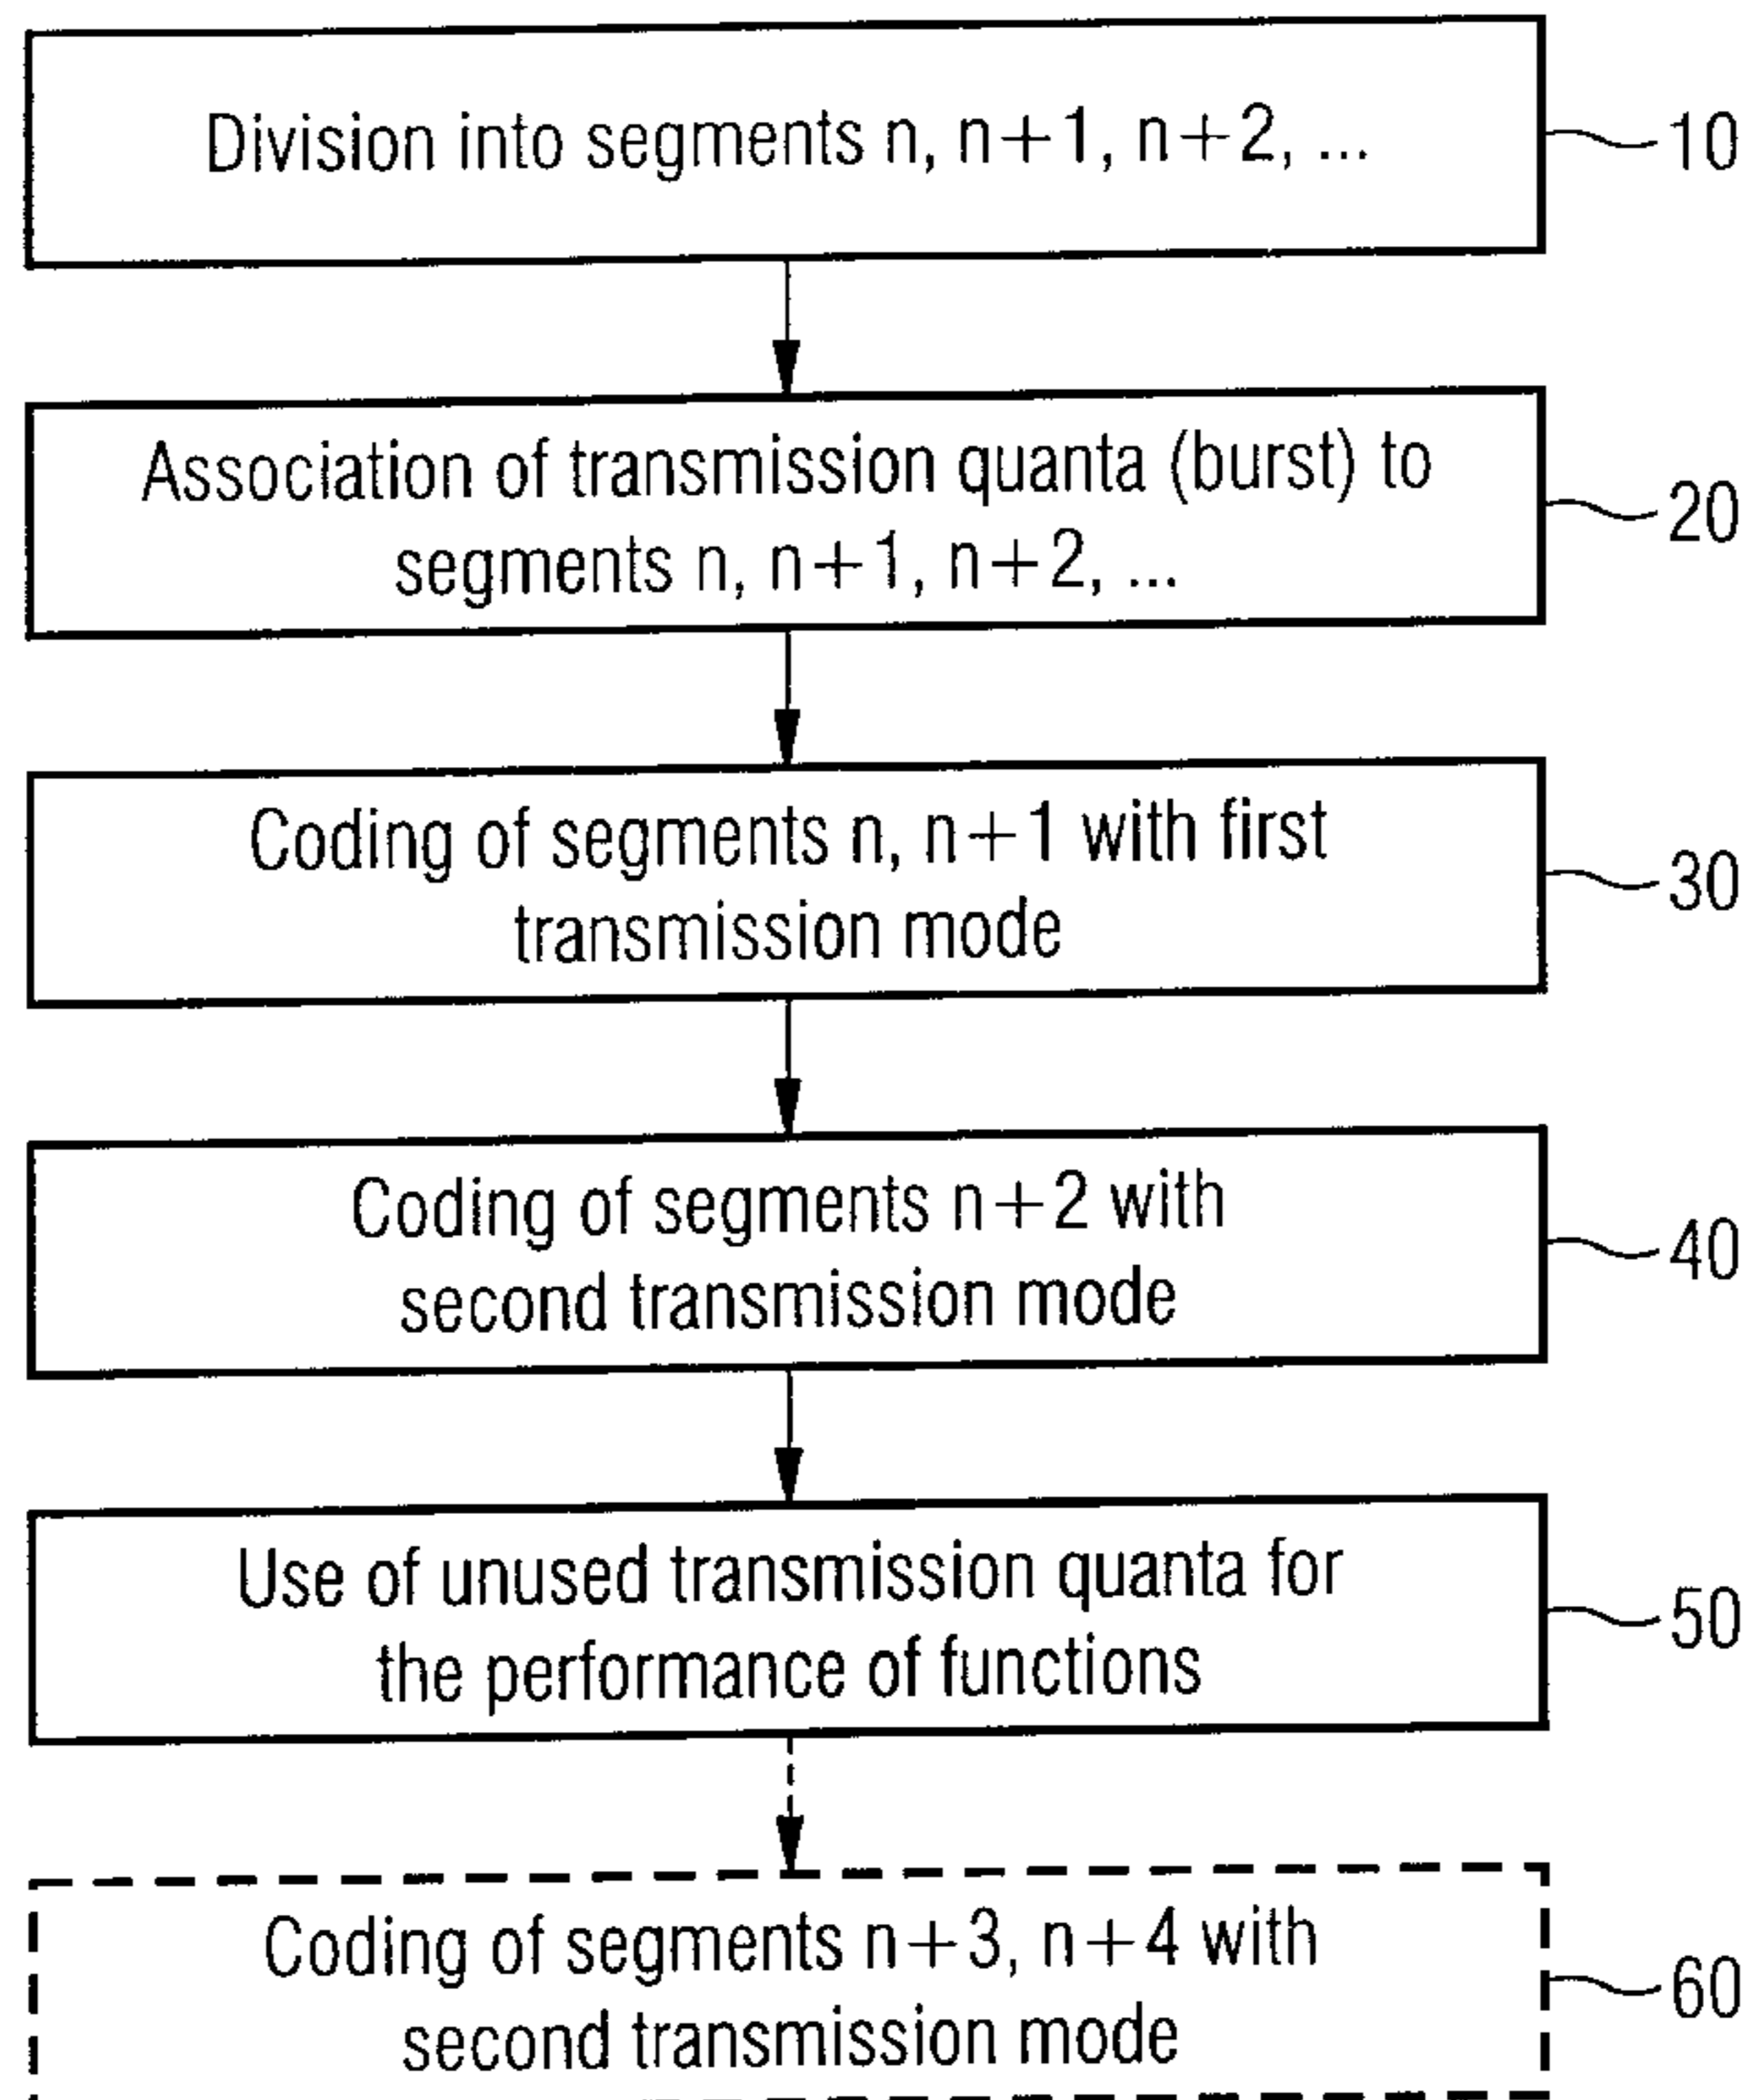 Division into segments n, n+1, n+2, ...
10
Association of transmission quanta (burst) to
segments n, n+1, n+2, ...
20
Coding of segments n, n+1 with first
transmission mode
30
Coding of segments n+2 with
second transmission mode
40
Use of unused transmission quanta for
the performance of functions
50
Coding of segments n+3, n+4 with
second transmission mode
60